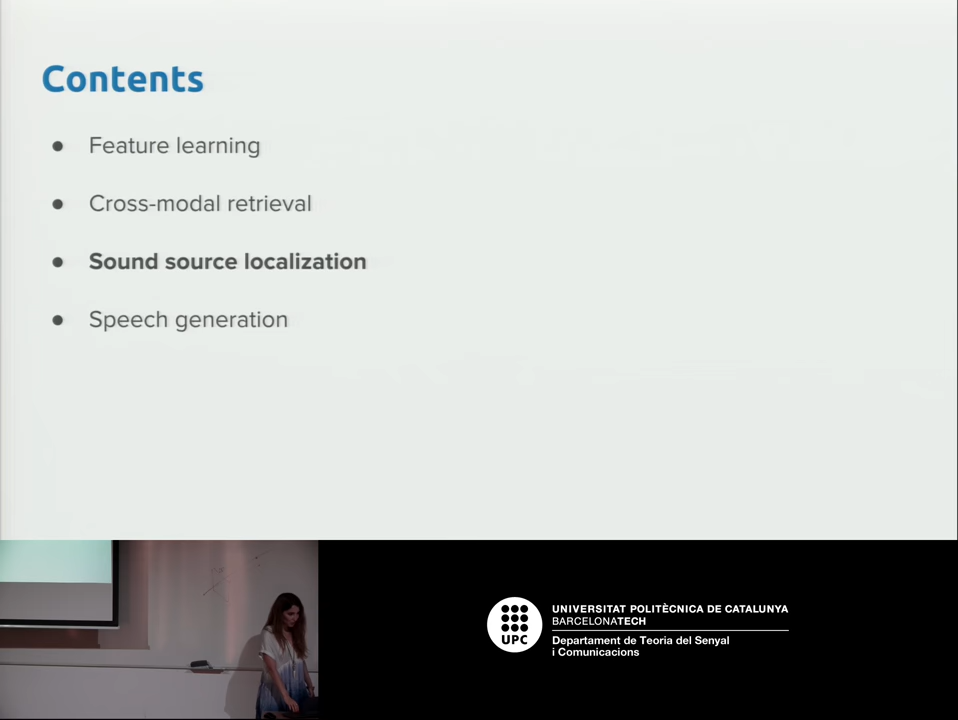 Contents
● Feature learning
● Cross-modal retrieval
● Sound source localization
● Speech generation
UPC
UNIVERSITAT POLITÈCNICA DE CATALUNYA
BARCELONATECH
Departament de Teoria del Senyal
i Comunicacions